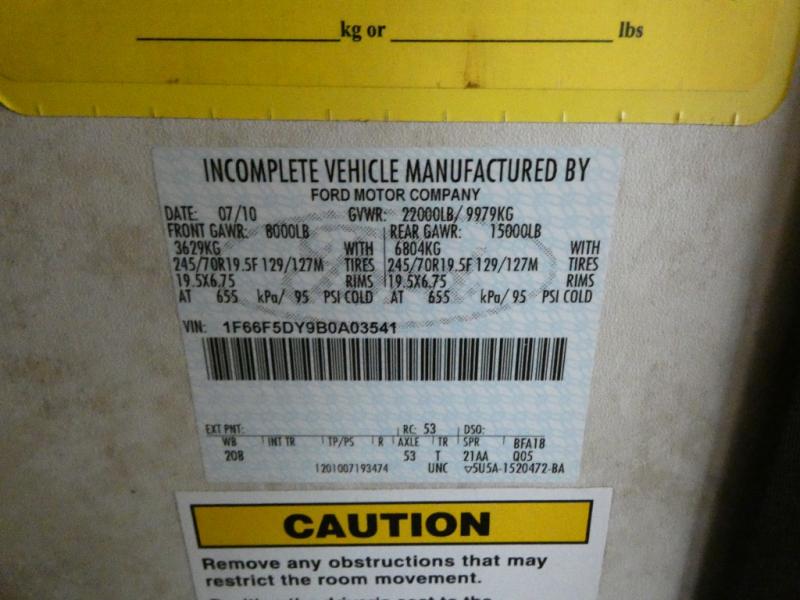 kg or lbs
INCOMPLETE VEHICLE MANUFACTURED BY
FORD MOTOR COMPANY
DATE: 07/10 GVWR: 22000LB/ 9979KG
FRONT GAWR: 8000LB REAR GAWR: 15000LB
3629KG WITH 6804KG WITH
245/70R19.5F 129/127M TIRES 245/70R19.5F 129/127M TIRES
19.5X6.75 RIMS 19.5X6.75 RIMS
AT 655 kPa/ 95 PSI COLD AT 655 kPa/ 95 PSI COLD
VIN: 1F66F5DY9B0A03541
EXT PNT: RC: 53 DSO:
WB INT TR TP/PS R AXLE TR SPR BFA18
208 53 T 21AA Q05
1201007193474 UNC ▽5U5A-1520472-BA
CAUTION
Remove any obstructions that may
restrict the room movement.